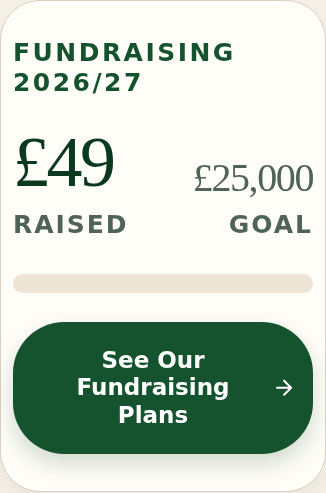 FUNDRAISING
2026/27
£49
£25,000
RAISED
GOAL
See Our
Fundraising
Plans